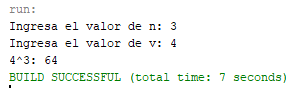 run:
Ingresa el valor de n: 3
Ingresa el valor de v: 4
4^3: 64
BUILD SUCCESSFUL (total time: 7 seconds)